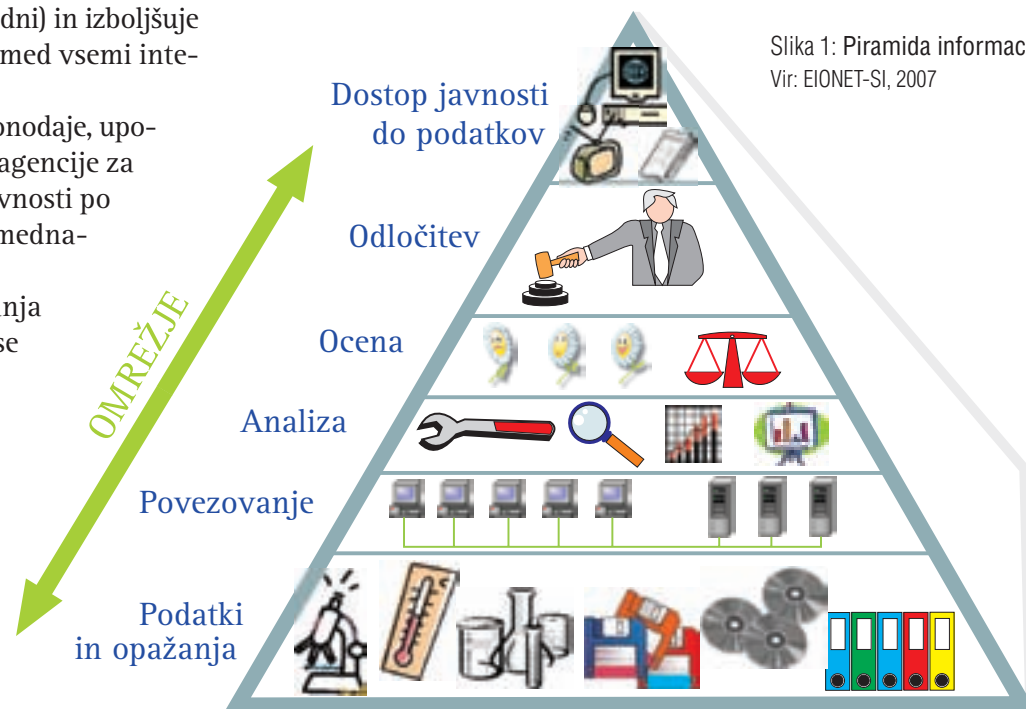 dni) in izboljšuje
med vsemi inte-
onodaje, upo-
agencije za
vnosti po
medna-
nja
se
Slika 1: Piramida informac
Vir: EIONET-SI, 2007
Dostop javnosti
do podatkov
Odločitev
Ocena
Analiza
Povezovanje
Podatki
in opažanja
OMREŽJE